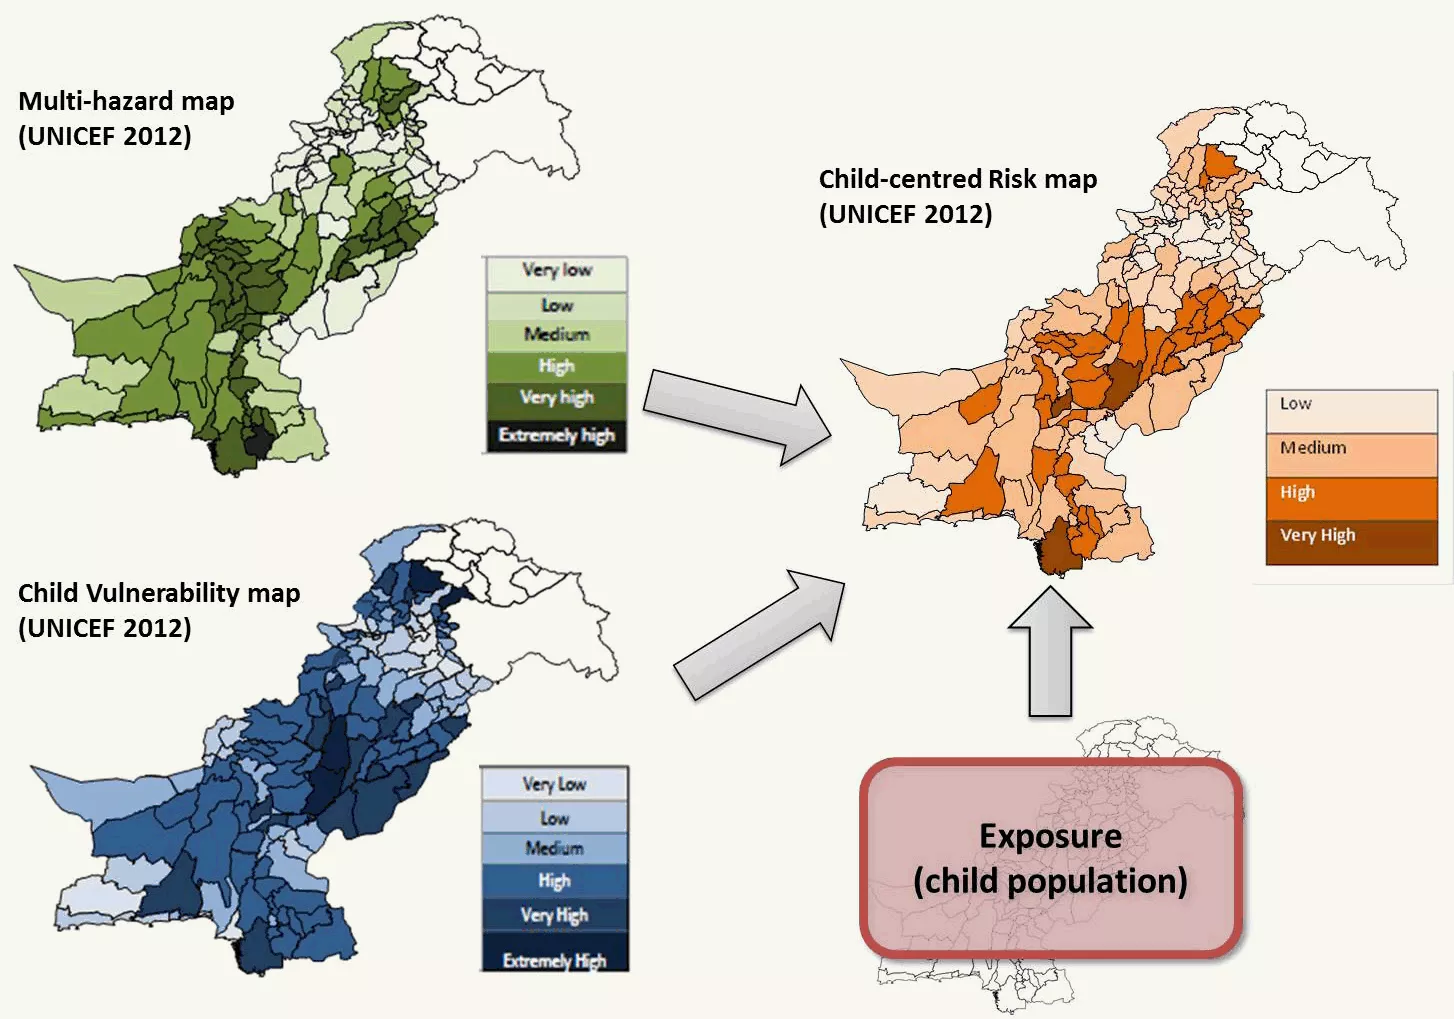 Multi-hazard map
(UNICEF 2012)
Very low
Low
Medium
High
Very high
Extremely high
Child-centred Risk map
(UNICEF 2012)
Low
Medium
High
Very High
Child Vulnerability map
(UNICEF 2012)
Very Low
Low
Medium
High
Very High
Extremely High
Exposure
(child population)